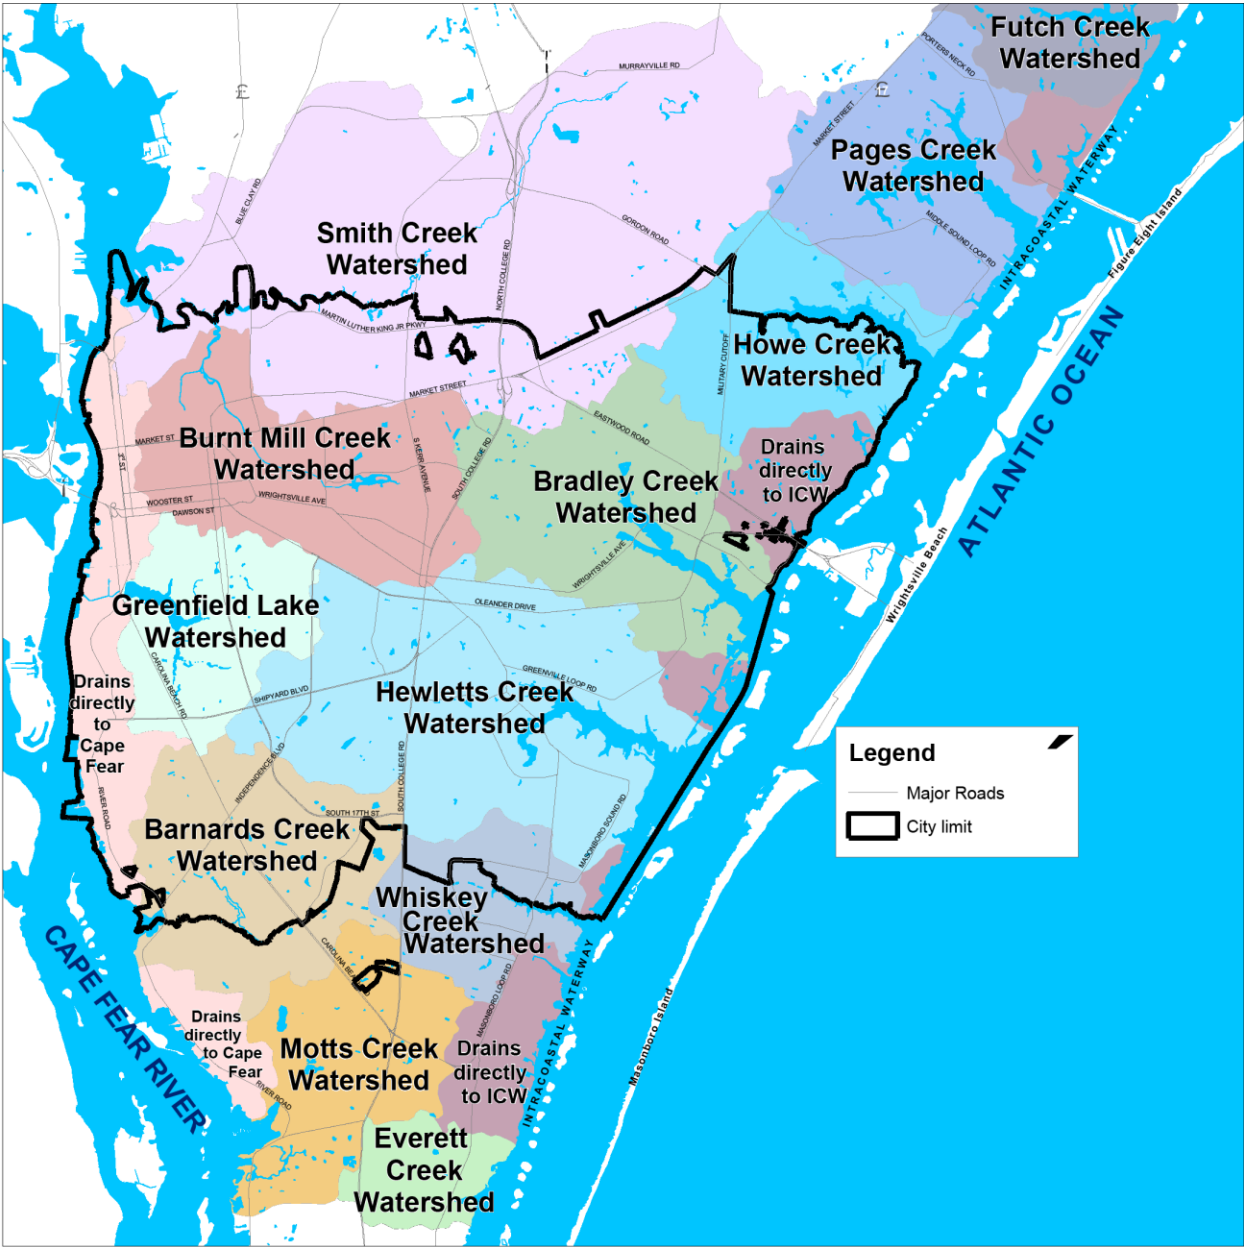 Futch Creek
Watershed
PORTERS NECK RD
MURRAYVILLE RD
17
MARKET STREET
Pages Creek
Watershed
INTRACOASTAL WATERWAY
BLUE CLAY RD
Figure Eight Island
GORDON ROAD
MIDDLE SOUND LOOP RD
Smith Creek
Watershed
NORTH COLLEGE RD
MARTIN LUTHER KING JR PKWY
MILITARY CUTOFF
Howe Creek
Watershed
ATLANTIC OCEAN
MARKET STREET
EASTWOOD ROAD
MARKET ST
3rd ST
Burnt Mill Creek
Watershed
S KERR AVENUE
SOUTH COLLEGE RD
Drains
directly
to ICW
Bradley Creek
Watershed
WOOSTER ST
WRIGHTSVILLE AVE
DAWSON ST
WRIGHTSVILLE AVE
Wrightsville Beach
Greenfield Lake
Watershed
OLEANDER DRIVE
CAROLINA BEACH RD
SHIPYARD BLVD
GREENVILLE LOOP RD
Hewletts Creek
Watershed
Drains
directly
to
Cape
Fear
INDEPENDENCE BLVD
SOUTH COLLEGE RD
RIVER ROAD
SOUTH 17TH ST
MASONBORO SOUND RD
Legend
Major Roads
City limit
Barnards Creek
Watershed
Whiskey
Creek
Watershed
CAPE FEAR RIVER
MASONBORO LOOP RD
INTRACOASTAL WATERWAY
Masonboro Island
Drains
directly
to Cape
Fear
RIVER ROAD
Motts Creek
Watershed
Drains
directly
to ICW
Everett
Creek
Watershed